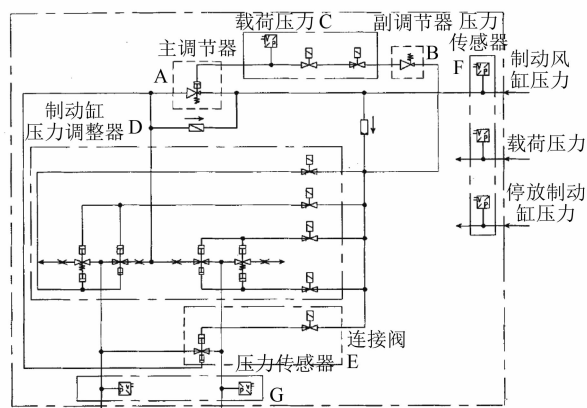 载荷压力 C
副调节器
压力
传感器
主调节器
A
B
F
制动风
缸压力
制动缸
压力调整器
D
载荷压力
停放制动
缸压力
连接阀
压力传感器
E
G